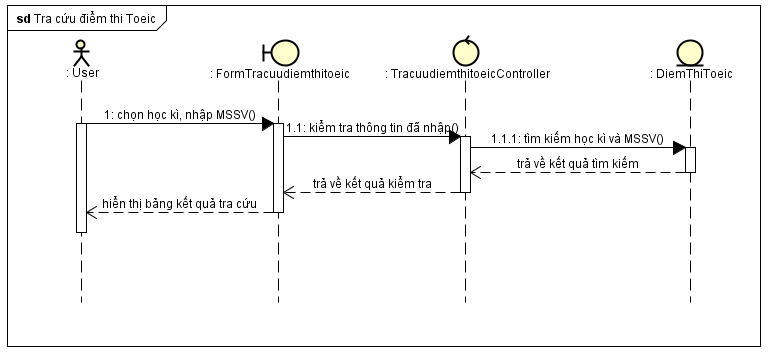 sd Tra cứu điểm thi Toeic
: User
: FormTracuudiemthitoeic
: TracuudiemthitoeicController
: DiemThiToeic
1: chọn học kì, nhập MSSV()
1.1: kiểm tra thông tin đã nhập()
1.1.1: tìm kiếm học kì và MSSV()
trả về kết quả tìm kiếm
trả về kết quả kiểm tra
hiển thị bảng kết quả tra cứu